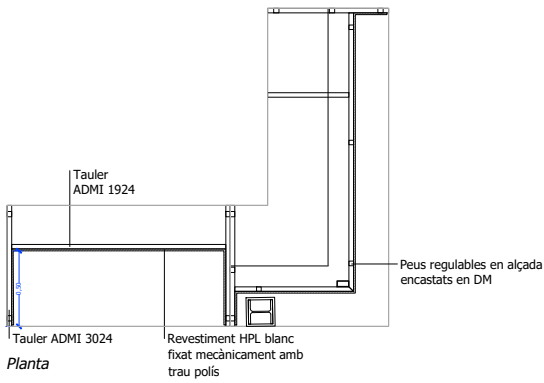 Tauler
ADMI 1924
Peus regulables en alçada
encastats en DM
0,50
Tauler ADMI 3024
Revestiment HPL blanc
fixat mecànicament amb
trau polís
Planta